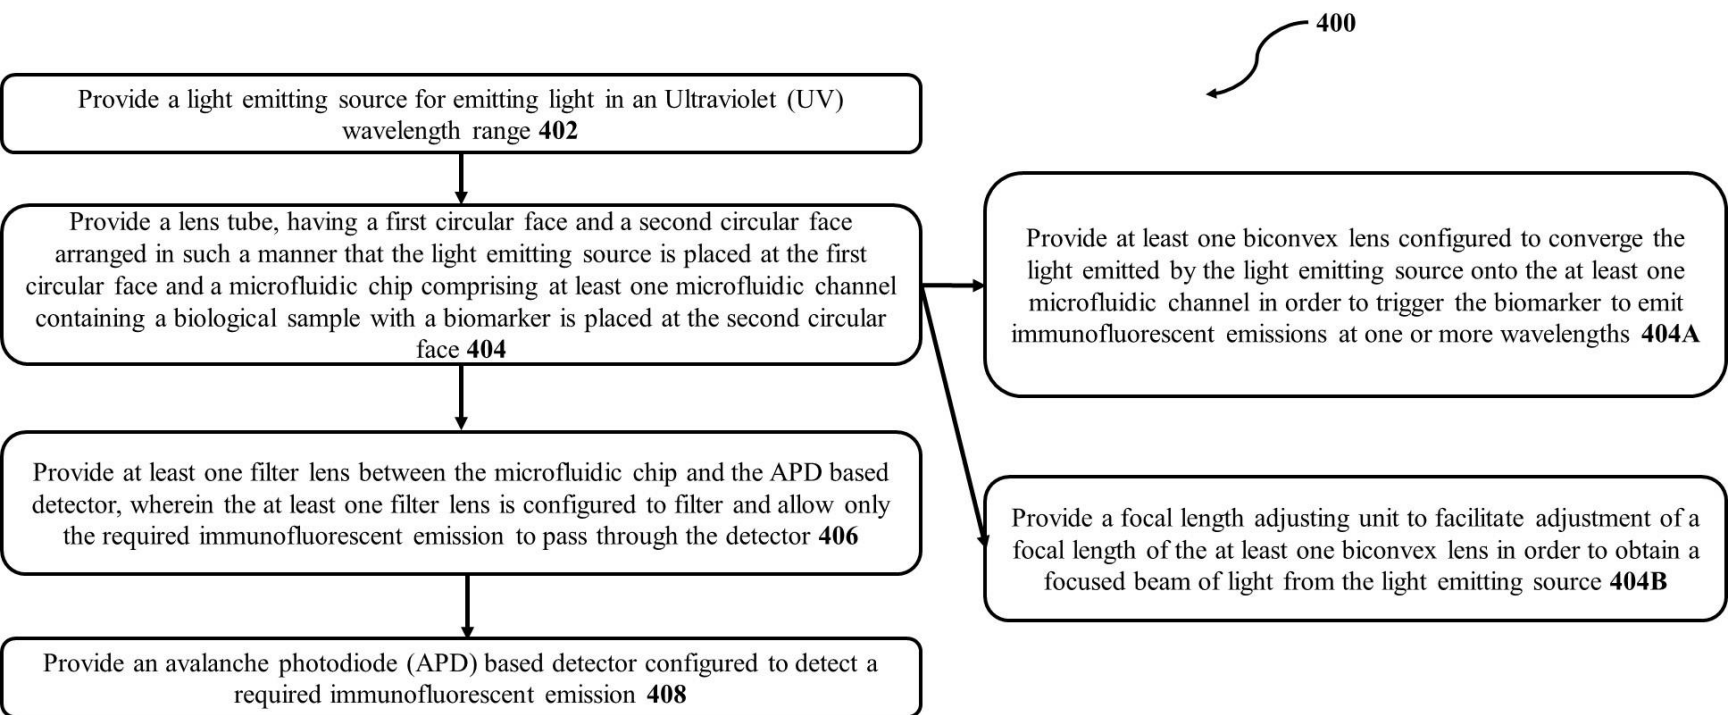 400
Provide a light emitting source for emitting light in an Ultraviolet (UV)
wavelength range 402
Provide a lens tube, having a first circular face and a second circular face
arranged in such a manner that the light emitting source is placed at the first
circular face and a microfluidic chip comprising at least one microfluidic channel
containing a biological sample with a biomarker is placed at the second circular
face 404
Provide at least one biconvex lens configured to converge the
light emitted by the light emitting source onto the at least one
microfluidic channel in order to trigger the biomarker to emit
immunofluorescent emissions at one or more wavelengths 404A
Provide at least one filter lens between the microfluidic chip and the APD based
detector, wherein the at least one filter lens is configured to filter and allow only
the required immunofluorescent emission to pass through the detector 406
Provide a focal length adjusting unit to facilitate adjustment of a
focal length of the at least one biconvex lens in order to obtain a
focused beam of light from the light emitting source 404B
Provide an avalanche photodiode (APD) based detector configured to detect a
required immunofluorescent emission 408